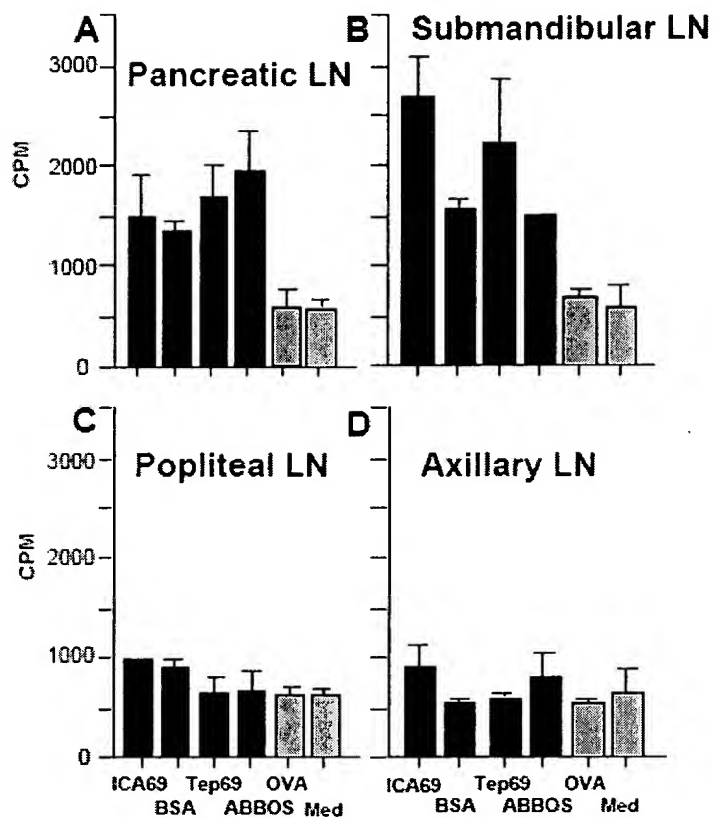 A
Pancreatic LN
B
Submandibular LN
3000
2000
1000
0
CPM
C
Popliteal LN
D
Axillary LN
3000
2000
1000
0
CPM
ICA69 BSA Tep69 ABBOS OVA Med
ICA69 BSA Tep69 ABBOS OVA Med